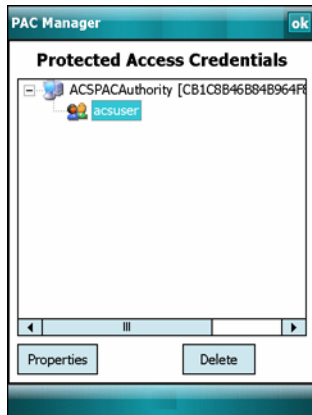 PAC Manager ok
Protected Access Credentials
ACSPACAuthority [CB1C8B46B84B964F
acsuser
Properties Delete